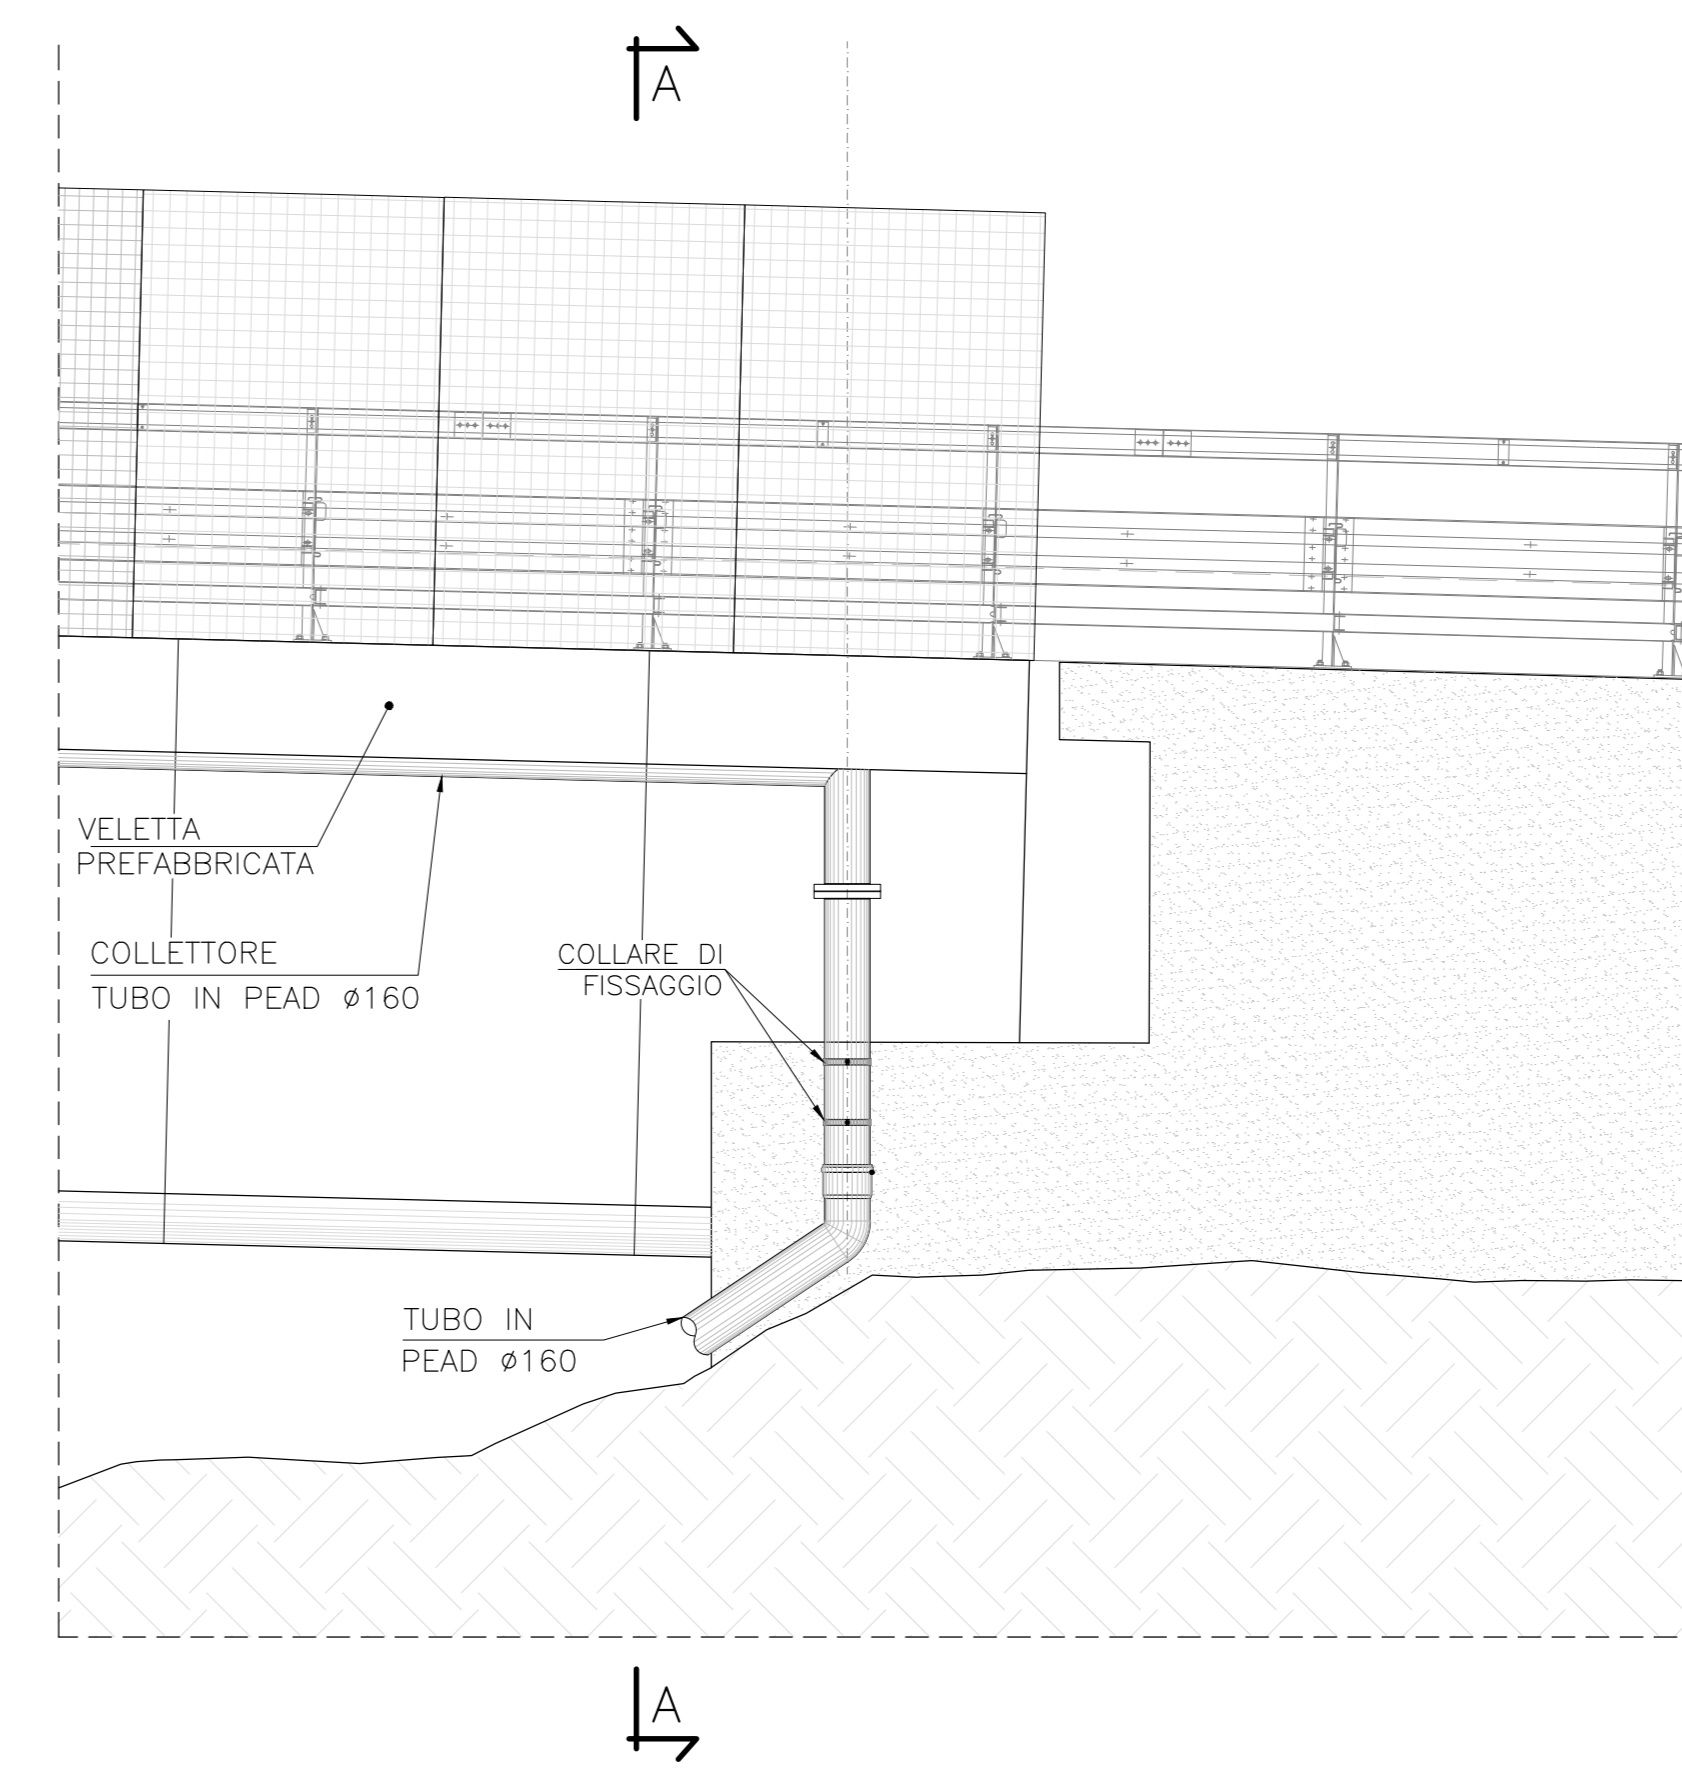 A
VELETTA
PREFABBRICATA
COLLETTORE
TUBO IN PEAD ø160
COLLARE DI
FISSAGGIO
TUBO IN
PEAD ø160
A